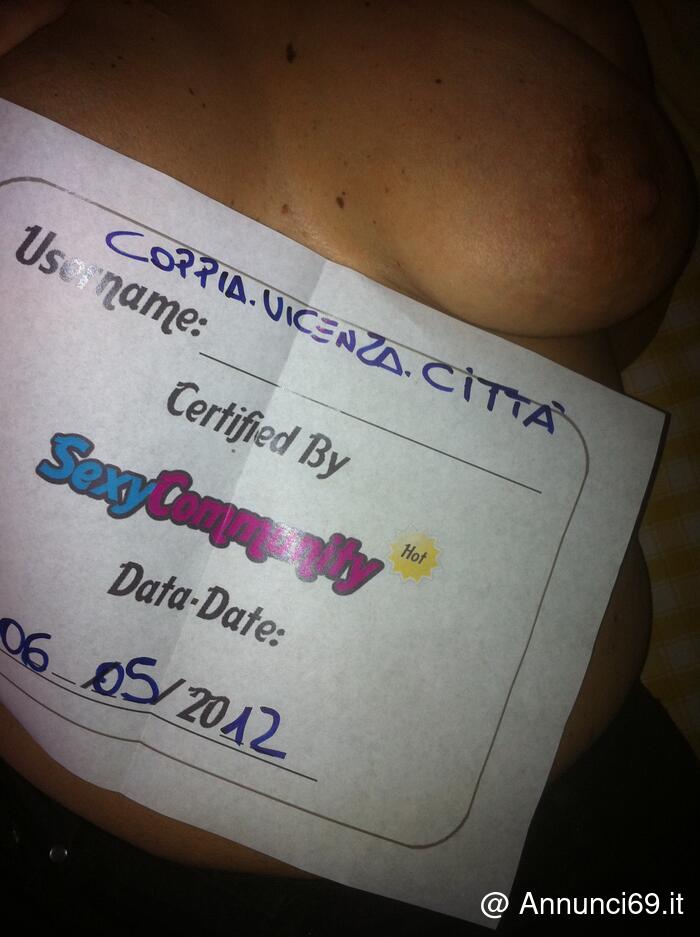 COPPIA.VICENZA.CITTÀ
Username:
Certified By
SexyCommunity
Hot
Data-Date:
06_05/2012
@ Annunci69.it